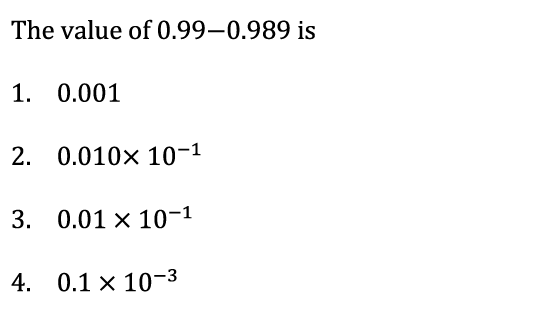 The value of 0.99−0.989 is
1. 0.001
2. 0.010× 10⁻¹
3. 0.01 × 10⁻¹
4. 0.1 × 10⁻³